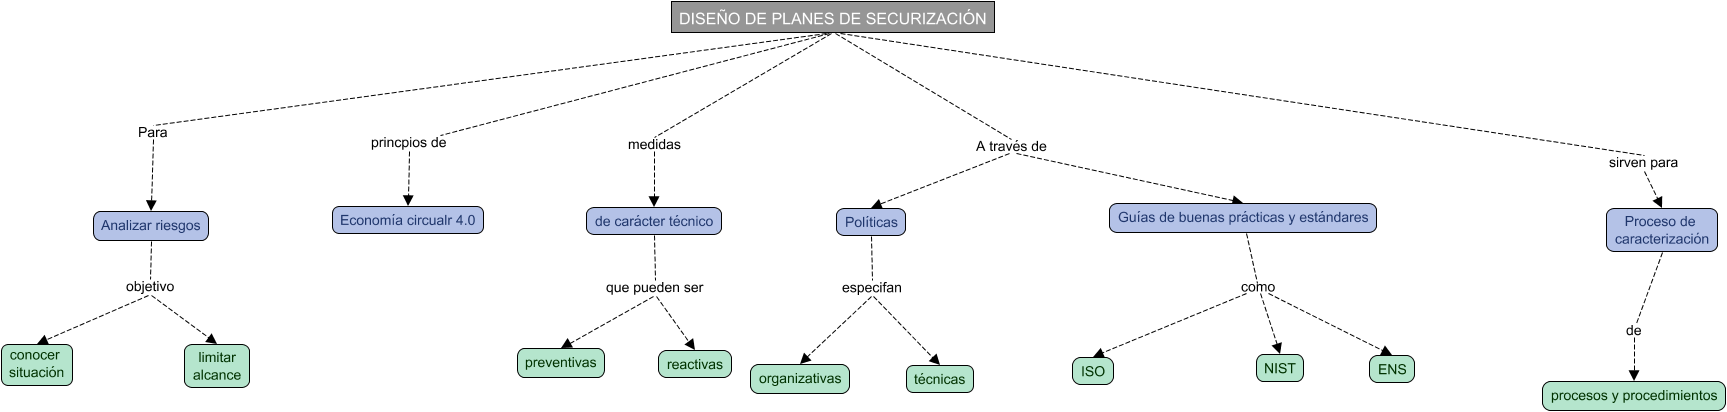 DISEÑO DE PLANES DE SECURIZACIÓN
Para
princpios de
medidas
A través de
sirven para
Analizar riesgos
Economía circualr 4.0
de carácter técnico
Políticas
Guías de buenas prácticas y estándares
Proceso de
caracterización
objetivo
que pueden ser
especifan
como
de
conocer
situación
limitar
alcance
preventivas
reactivas
organizativas
técnicas
ISO
NIST
ENS
procesos y procedimientos